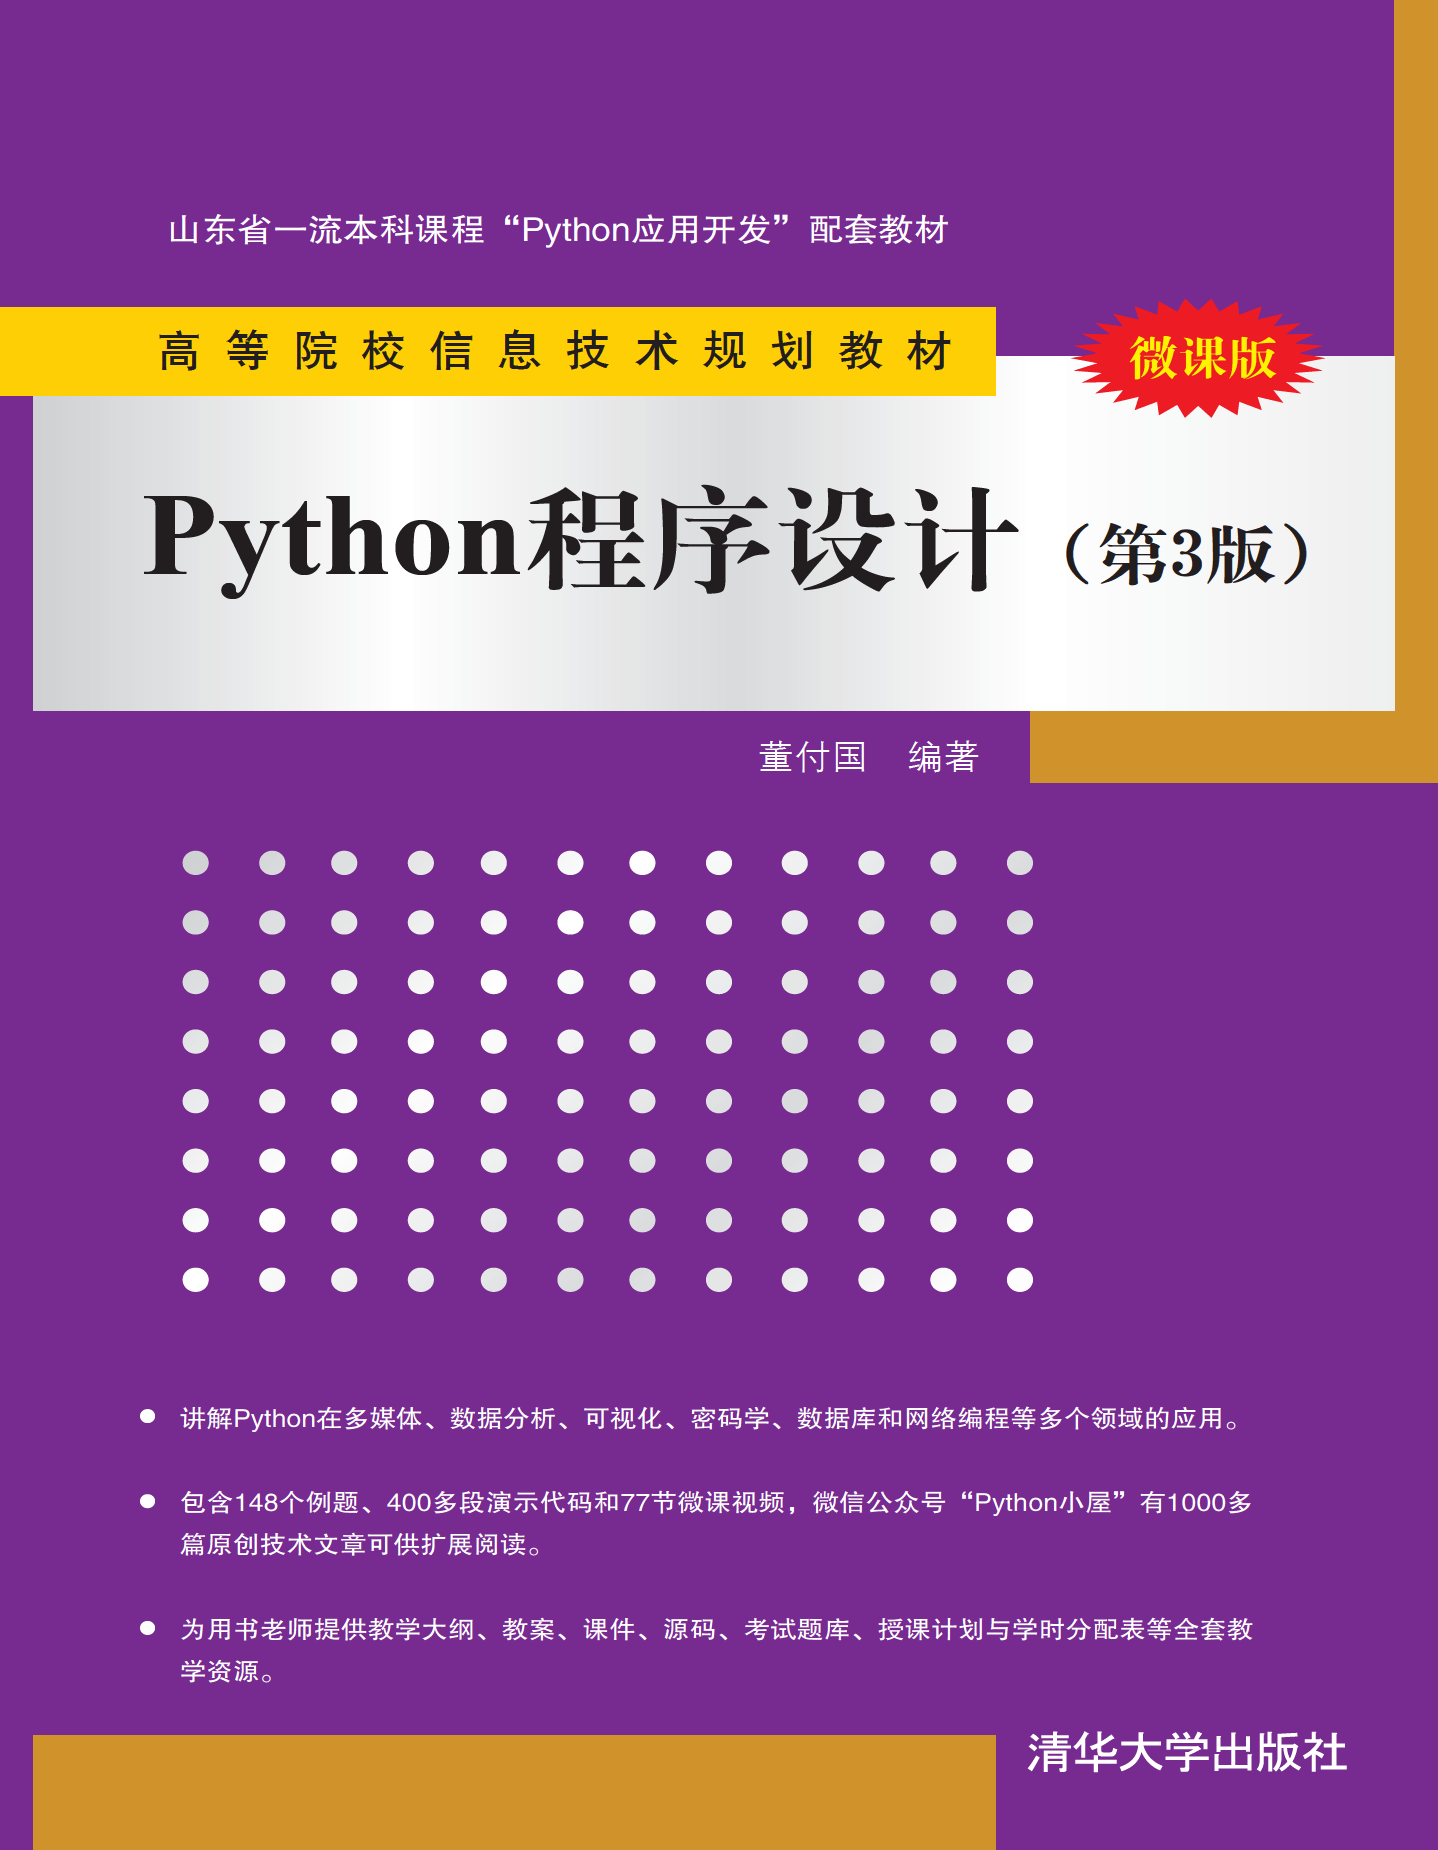 山东省一流本科课程“Python应用开发”配套教材
高等院校信息技术规划教材
微课版
Python程序设计（第3版）
董付国 编著
● 讲解Python在多媒体、数据分析、可视化、密码学、数据库和网络编程等多个领域的应用。
● 包含148个例题、400多段演示代码和77节微课视频，微信公众号“Python小屋”有1000多
篇原创技术文章可供扩展阅读。
● 为用书老师提供教学大纲、教案、课件、源码、考试题库、授课计划与学时分配表等全套教
学资源。
清华大学出版社